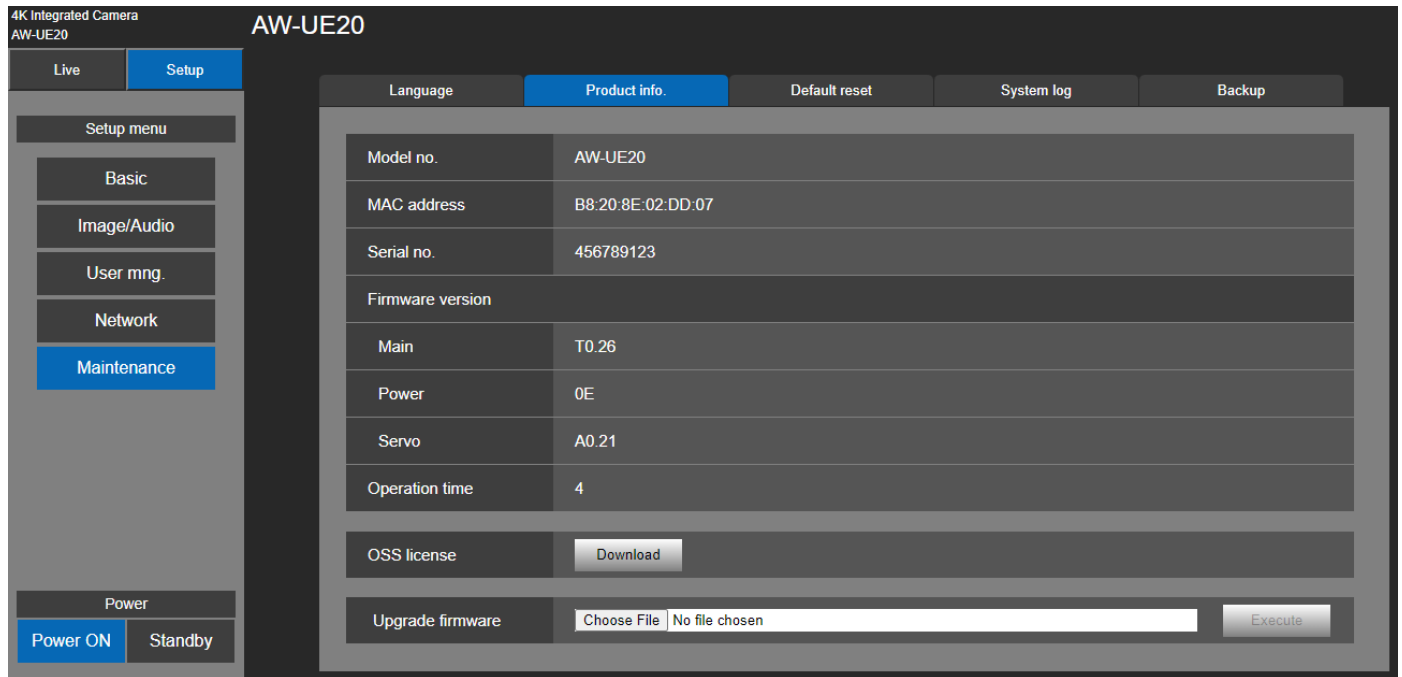 4K Integrated Camera
AW-UE20
AW-UE20
Live Setup
Language Product info. Default reset System log Backup
Setup menu
Basic
Image/Audio
User mng.
Network
Maintenance
Model no. AW-UE20
MAC address B8:20:8E:02:DD:07
Serial no. 456789123
Firmware version
Main T0.26
Power 0E
Servo A0.21
Operation time 4
OSS license Download
Upgrade firmware Choose File No file chosen Execute
Power
Power ON Standby